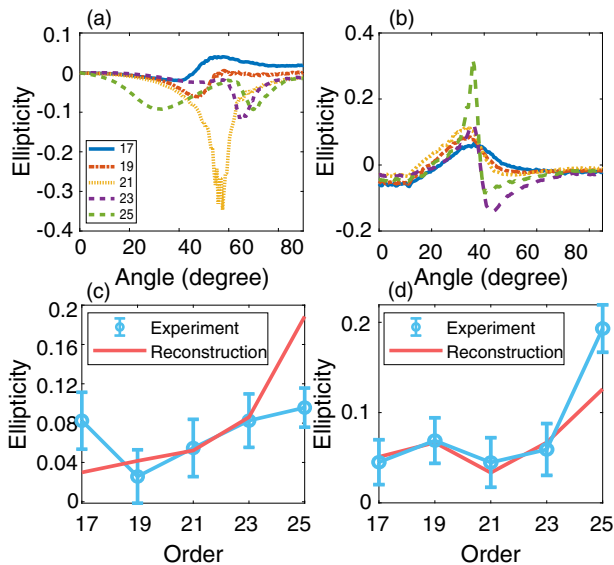 (a)
(b)
0.1
0
-0.1
-0.2
-0.3
-0.4
Ellipticity
17
19
21
23
25
0 20 40 60 80
Angle (degree)
0.4
0.2
0
-0.2
Ellipticity
0 20 40 60 80
Angle (degree)
(c)
(d)
0.2
0.16
0.12
0.08
0.04
0
Ellipticity
Experiment
Reconstruction
17 19 21 23 25
Order
0.2
0.1
0
Ellipticity
Experiment
Reconstruction
17 19 21 23 25
Order